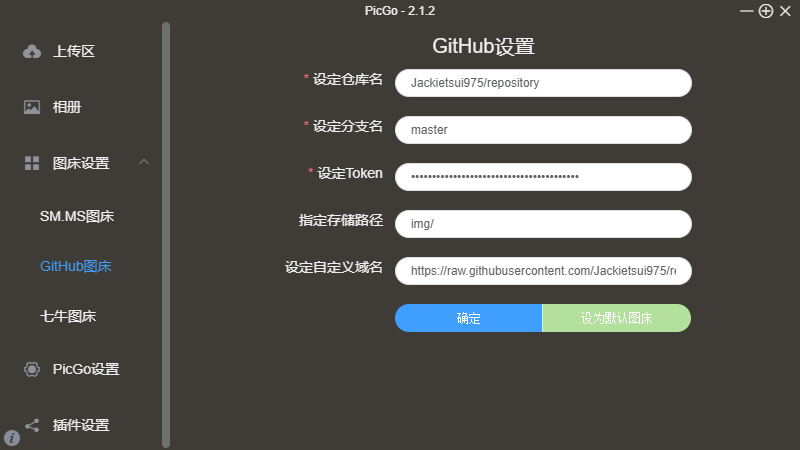 PicGo - 2.1.2
上传区
相册
图床设置
SM.MS图床
GitHub图床
七牛图床
PicGo设置
插件设置
GitHub设置
* 设定仓库名 Jackietsui975/repository
* 设定分支名 master
* 设定Token ••••••••••••••••••••••••••••••••••••••••
指定存储路径 img/
设定自定义域名 https://raw.githubusercontent.com/Jackietsui975/re
确定 设为默认图床